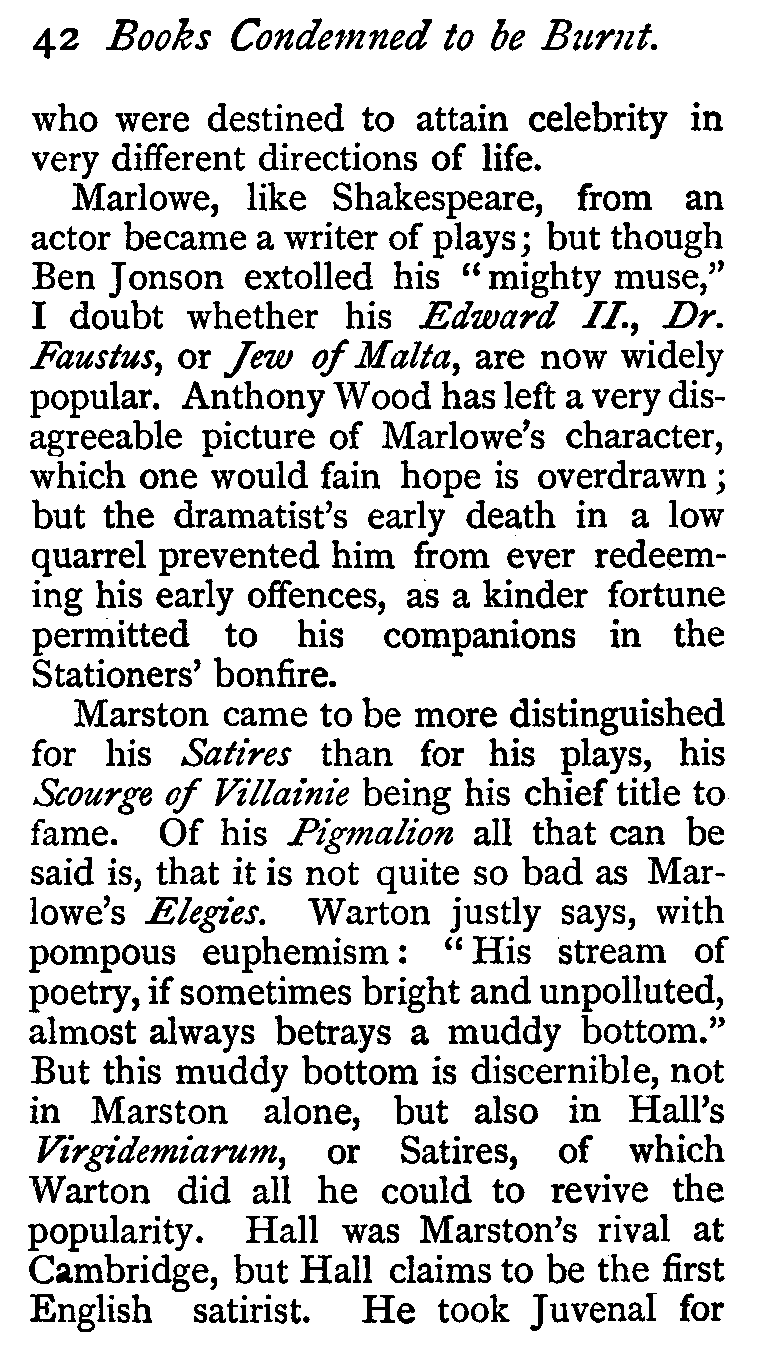 42 Books Condemned to be Burnt.
who were destined to attain celebrity in
very different directions of life.
Marlowe, like Shakespeare, from an
actor became a writer of plays; but though
Ben Jonson extolled his “mighty muse,”
I doubt whether his Edward II., Dr.
Faustus, or Jew of Malta, are now widely
popular. Anthony Wood has left a very dis-
agreeable picture of Marlowe’s character,
which one would fain hope is overdrawn;
but the dramatist’s early death in a low
quarrel prevented him from ever redeem-
ing his early offences, as a kinder fortune
permitted to his companions in the
Stationers’ bonfire.
Marston came to be more distinguished
for his Satires than for his plays, his
Scourge of Villainie being his chief title to
fame. Of his Pigmalion all that can be
said is, that it is not quite so bad as Mar-
lowe’s Elegies. Warton justly says, with
pompous euphemism: “His stream of
poetry, if sometimes bright and unpolluted,
almost always betrays a muddy bottom.”
But this muddy bottom is discernible, not
in Marston alone, but also in Hall’s
Virgidemiarum, or Satires, of which
Warton did all he could to revive the
popularity. Hall was Marston’s rival at
Cambridge, but Hall claims to be the first
English satirist. He took Juvenal for